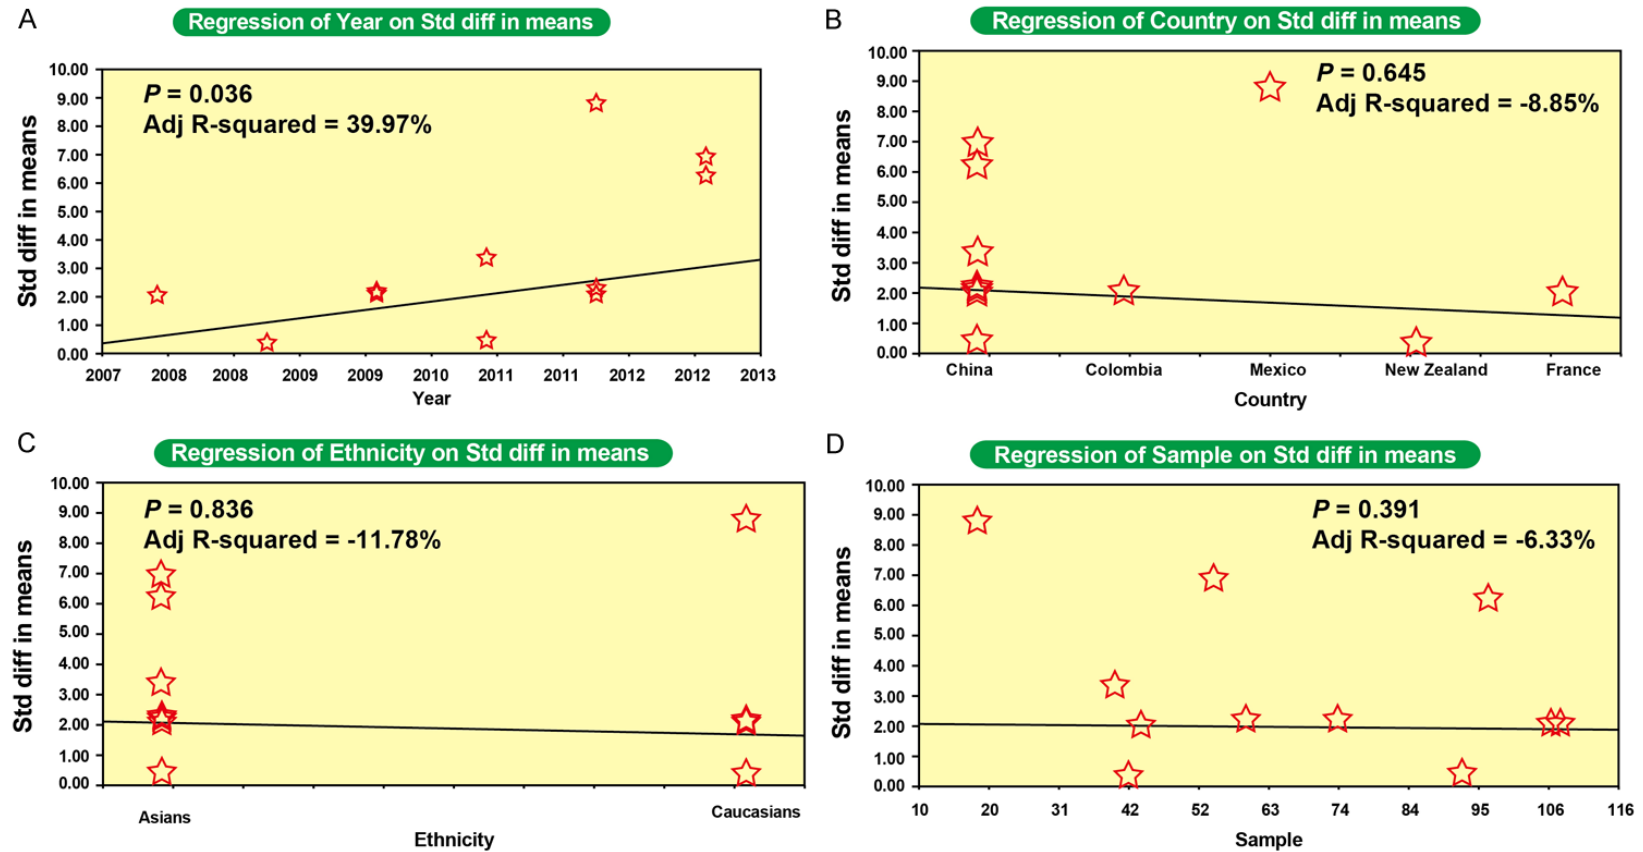 A
Regression of Year on Std diff in means
P = 0.036
Adj R-squared = 39.97%
Std diff in means
10.00
9.00
8.00
7.00
6.00
5.00
4.00
3.00
2.00
1.00
0.00
2007 2008 2008 2009 2009 2010 2011 2011 2012 2012 2013
Year
B
Regression of Country on Std diff in means
P = 0.645
Adj R-squared = -8.85%
Std diff in means
10.00
9.00
8.00
7.00
6.00
5.00
4.00
3.00
2.00
1.00
0.00
China Colombia Mexico New Zealand France
Country
C
Regression of Ethnicity on Std diff in means
P = 0.836
Adj R-squared = -11.78%
Std diff in means
10.00
9.00
8.00
7.00
6.00
5.00
4.00
3.00
2.00
1.00
0.00
Asians Caucasians
Ethnicity
D
Regression of Sample on Std diff in means
P = 0.391
Adj R-squared = -6.33%
Std diff in means
10.00
9.00
8.00
7.00
6.00
5.00
4.00
3.00
2.00
1.00
0.00
10 20 31 42 52 63 74 84 95 106 116
Sample